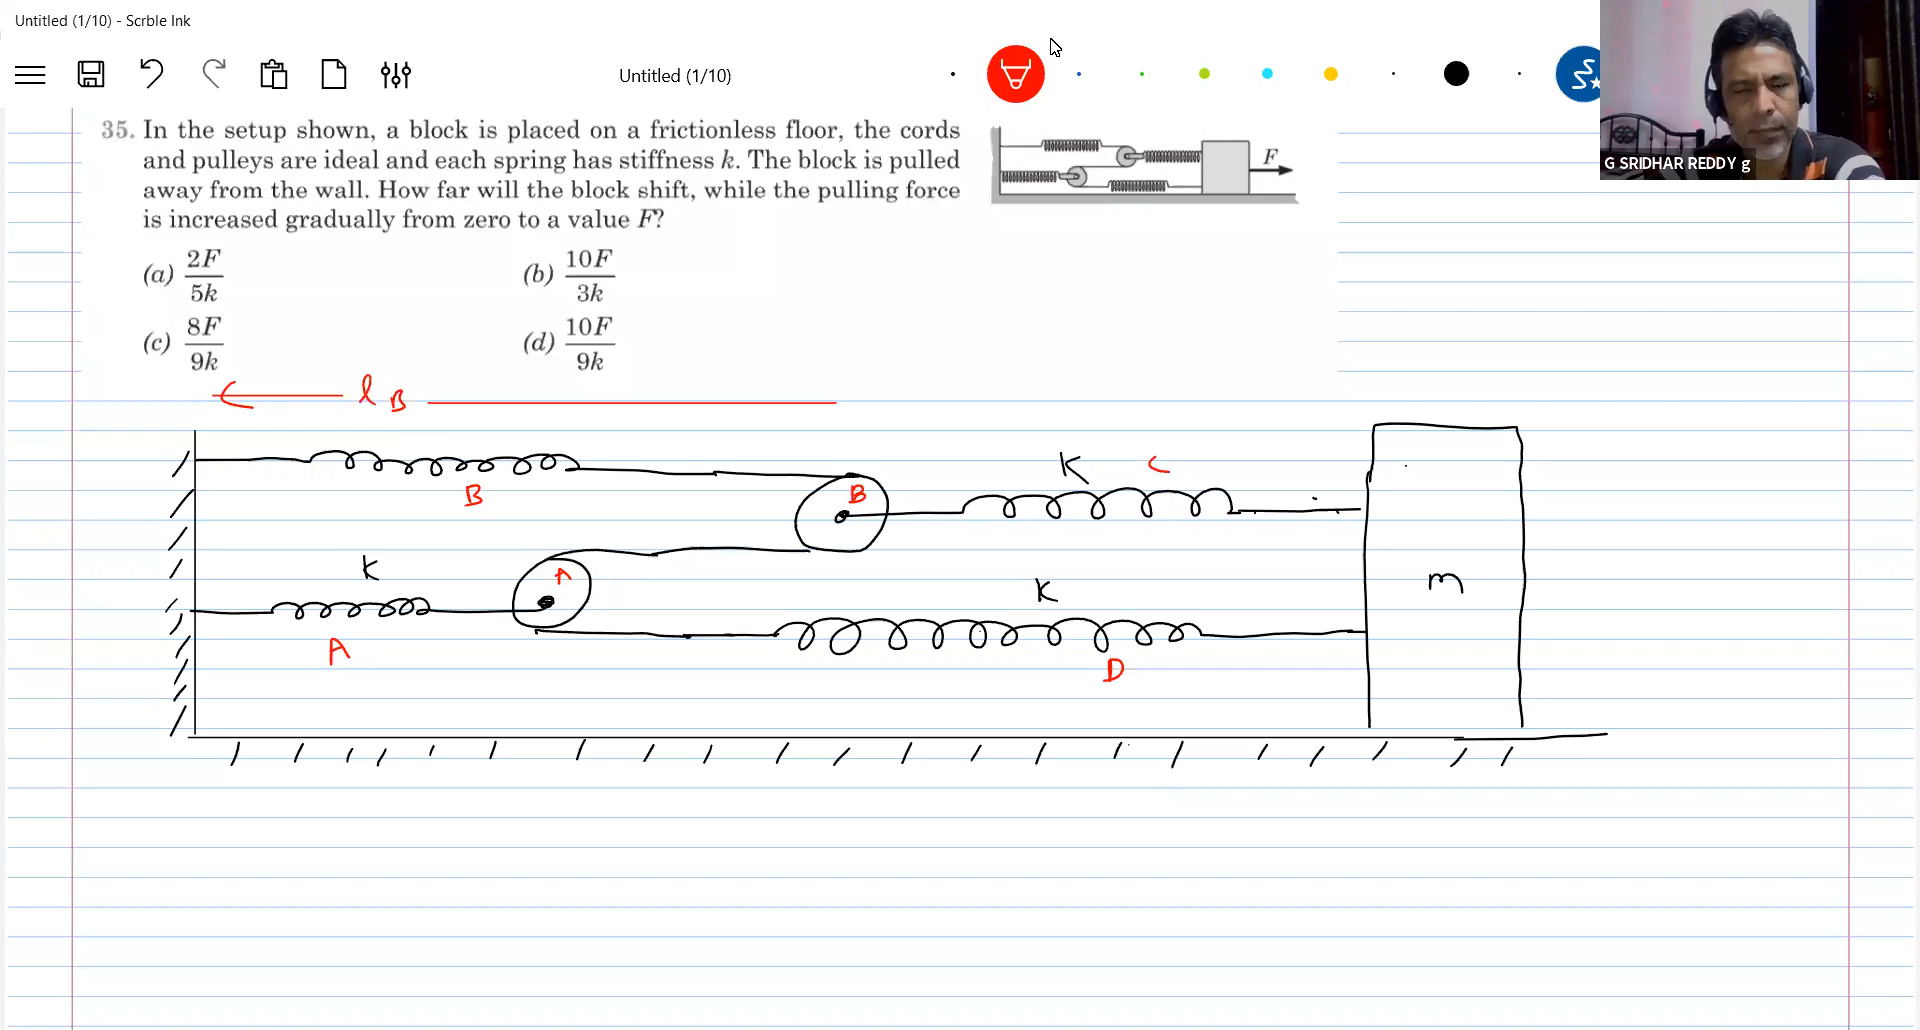 Untitled (1/10) - Scrble Ink
Untitled (1/10)
G SRIDHAR REDDY g
35. In the setup shown, a block is placed on a frictionless floor, the cords
and pulleys are ideal and each spring has stiffness k. The block is pulled
away from the wall. How far will the block shift, while the pulling force
is increased gradually from zero to a value F?
F
(a) 2F/5k (b) 10F/3k
(c) 8F/9k (d) 10F/9k
l B
K C
B B
K A K m
A D